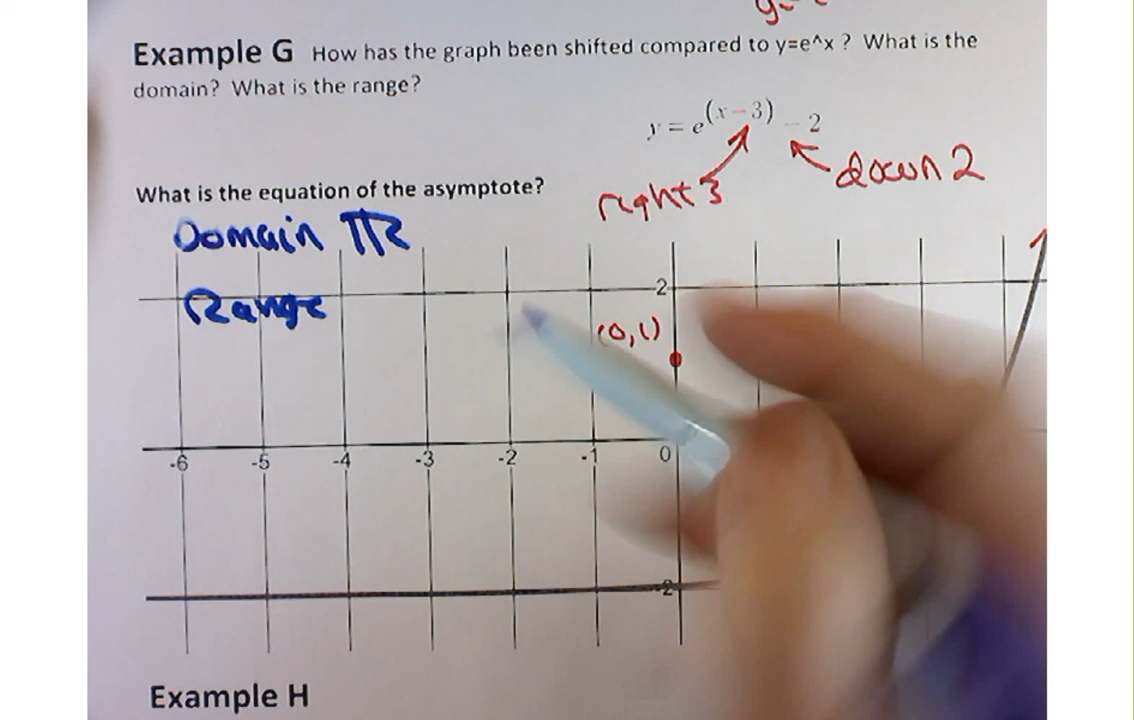 Example G How has the graph been shifted compared to y=e^x ? What is the
domain? What is the range?
y = e^(x-3) - 2
right 3
down 2
What is the equation of the asymptote?
Domain ℝ
Range
2
(0,1)
-6 -5 -4 -3 -2 -1 0
-2
Example H